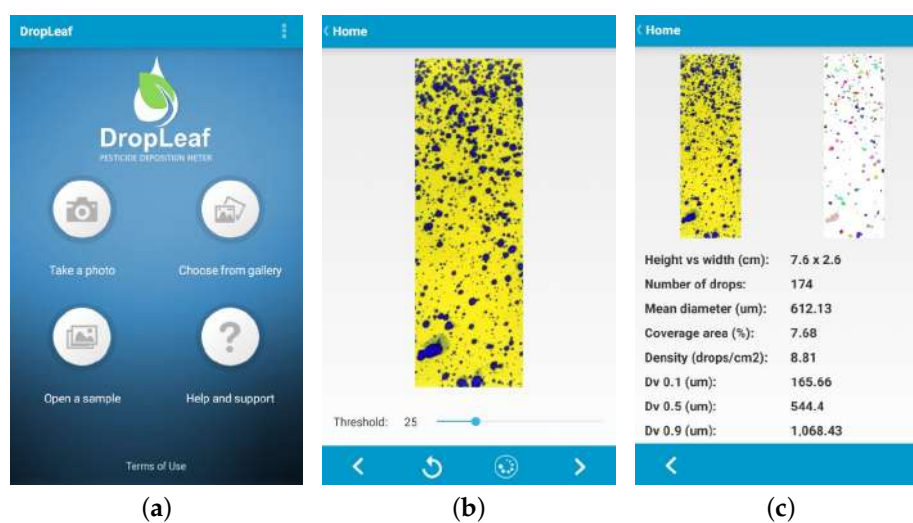 DropLeaf
DropLeaf
PESTICIDE DEPOSITION METER
Take a photo
Choose from gallery
Open a sample
Help and support
Terms of Use
(a)
Home
Threshold: 25
(b)
Home
Height vs width (cm): 7.6 x 2.6
Number of drops: 174
Mean diameter (um): 612.13
Coverage area (%): 7.68
Density (drops/cm2): 8.81
Dv 0.1 (um): 165.66
Dv 0.5 (um): 544.4
Dv 0.9 (um): 1,068.43
(c)